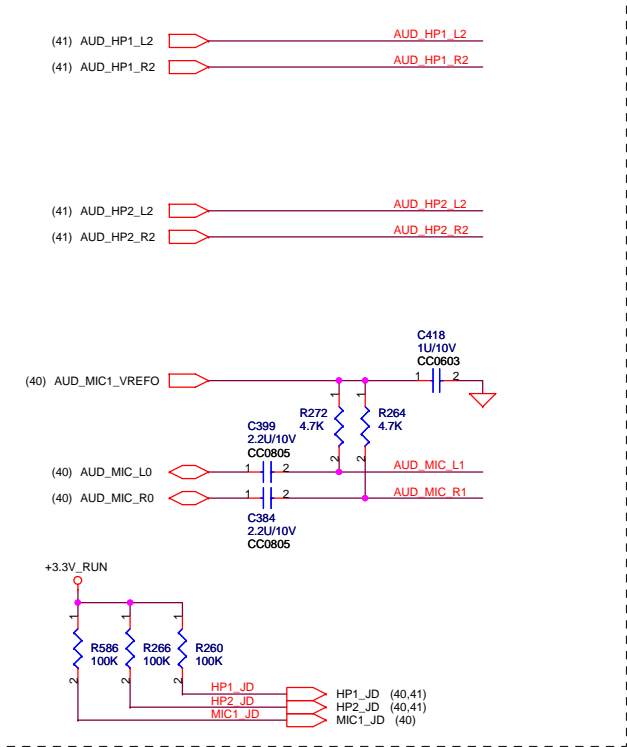 (41) AUD_HP1_L2 AUD_HP1_L2
(41) AUD_HP1_R2 AUD_HP1_R2
(41) AUD_HP2_L2 AUD_HP2_L2
(41) AUD_HP2_R2 AUD_HP2_R2
C418
1U/10V
CC0603
(40) AUD_MIC1_VREFO 1 2
1 1
C399 R272 R264
2.2U/10V 4.7K 4.7K
CC0805
2 2
(40) AUD_MIC_L0 1 2 AUD_MIC_L1
(40) AUD_MIC_R0 1 2 AUD_MIC_R1
C384
2.2U/10V
CC0805
+3.3V_RUN
1 1 1
R586 R266 R260
100K 100K 100K
2 2 2
HP1_JD HP1_JD (40,41)
HP2_JD HP2_JD (40,41)
MIC1_JD MIC1_JD (40)